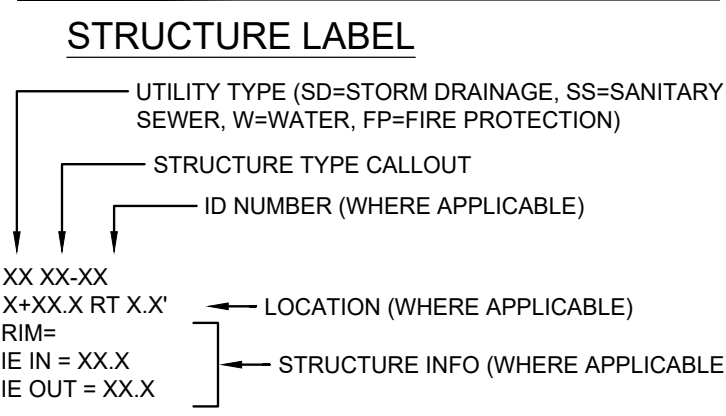 STRUCTURE LABEL
UTILITY TYPE (SD=STORM DRAINAGE, SS=SANITARY
SEWER, W=WATER, FP=FIRE PROTECTION)
STRUCTURE TYPE CALLOUT
ID NUMBER (WHERE APPLICABLE)
XX XX-XX
X+XX.X RT X.X'
LOCATION (WHERE APPLICABLE)
RIM=
IE IN = XX.X
STRUCTURE INFO (WHERE APPLICABLE
IE OUT = XX.X